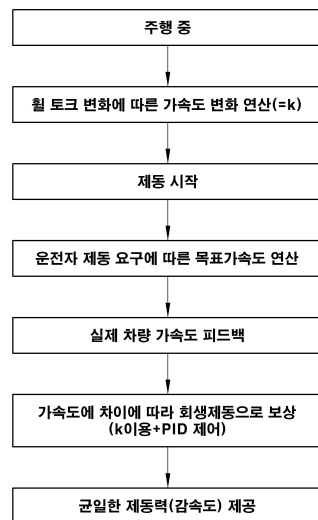 주행 중
휠 토크 변화에 따른 가속도 변화 연산(=k)
제동 시작
운전자 제동 요구에 따른 목표가속도 연산
실제 차량 가속도 피드백
가속도에 차이에 따라 회생제동으로 보상
(k이용+PID 제어)
균일한 제동력(감속도) 제공